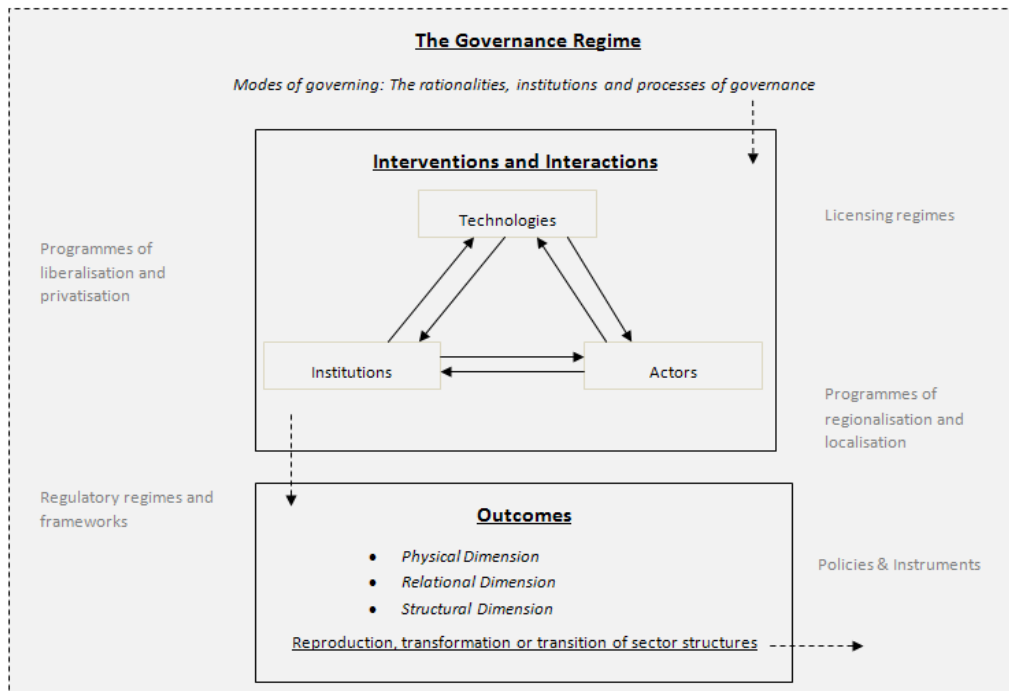 The Governance Regime
Modes of governing: The rationalities, institutions and processes of governance
Interventions and Interactions
Technologies
Licensing regimes
Programmes of
liberalisation and
privatisation
Institutions
Actors
Programmes of
regionalisation and
localisation
Regulatory regimes and
frameworks
Outcomes
• Physical Dimension
• Relational Dimension
• Structural Dimension
Reproduction, transformation or transition of sector structures
Policies & Instruments